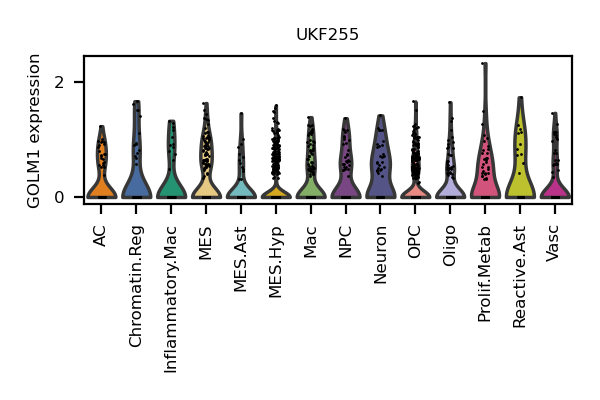 UKF255
GOLM1 expression
2
0
AC
Chromatin.Reg
Inflammatory.Mac
MES
MES.Ast
MES.Hyp
Mac
NPC
Neuron
OPC
Oligo
Prolif.Metab
Reactive.Ast
Vasc